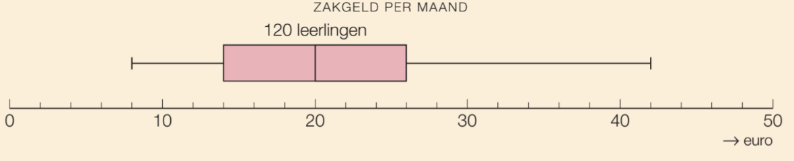 ZAKGELD PER MAAND
120 leerlingen
0 10 20 30 40 50
→ euro